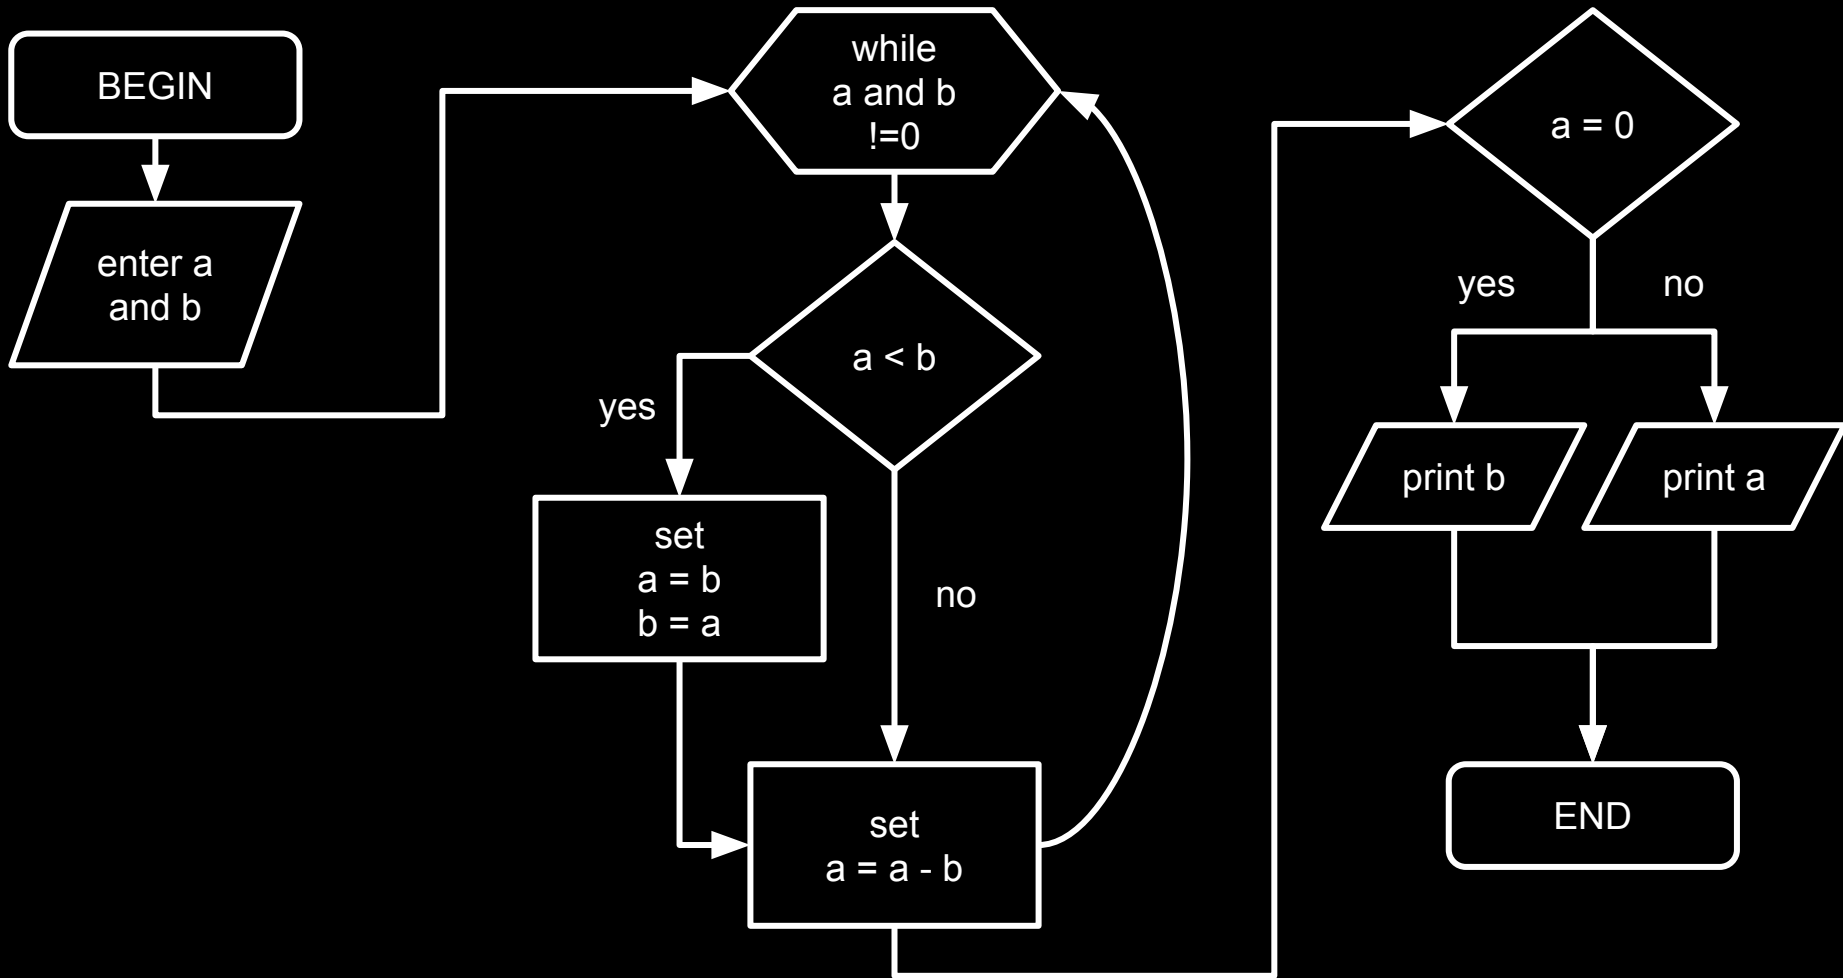 BEGIN
enter a
and b
while
a and b
!=0
a < b
yes
no
set
a = b
b = a
set
a = a - b
a = 0
yes
no
print b
print a
END